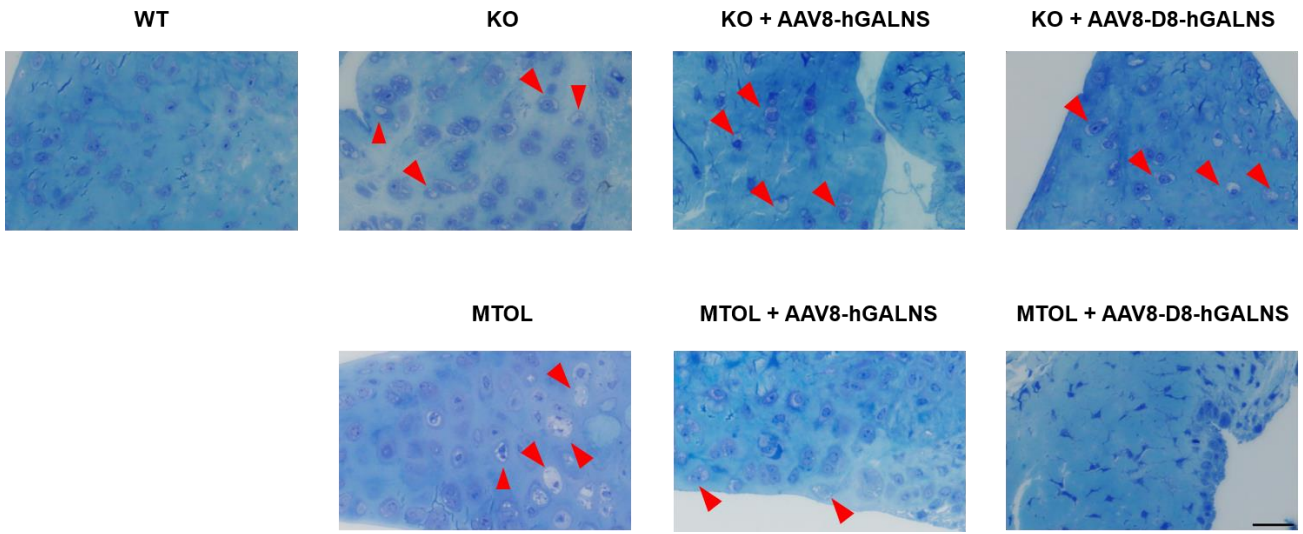 WT
KO
KO + AAV8-hGALNS
KO + AAV8-D8-hGALNS
MTOL
MTOL + AAV8-hGALNS
MTOL + AAV8-D8-hGALNS